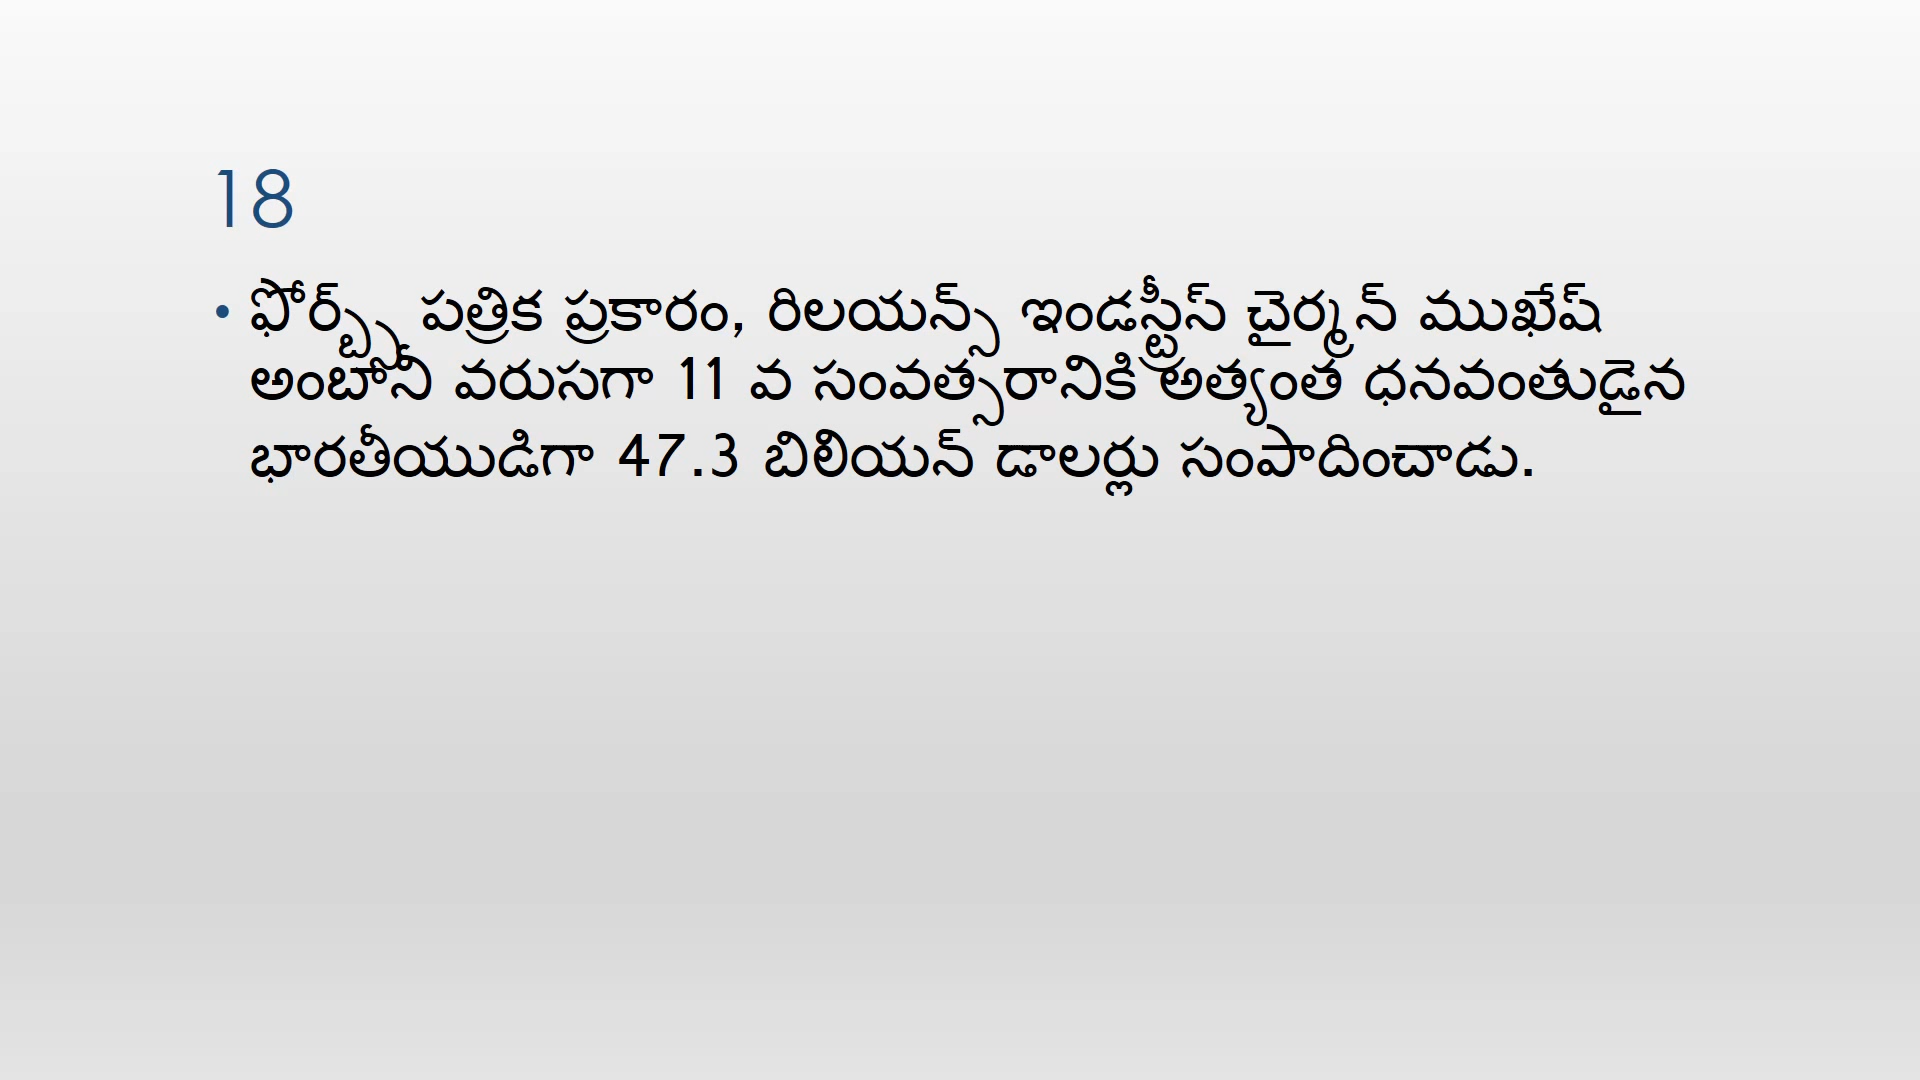 18
• ఫోర్బ్స్ పత్రిక ప్రకారం, రిలయన్స్ ఇండస్ట్రీస్ చైర్మన్ ముఖేష్
అంబానీ వరుసగా 11 వ సంవత్సరానికి అత్యంత ధనవంతుడైన
భారతీయుడిగా 47.3 బిలియన్ డాలర్లు సంపాదించాడు.